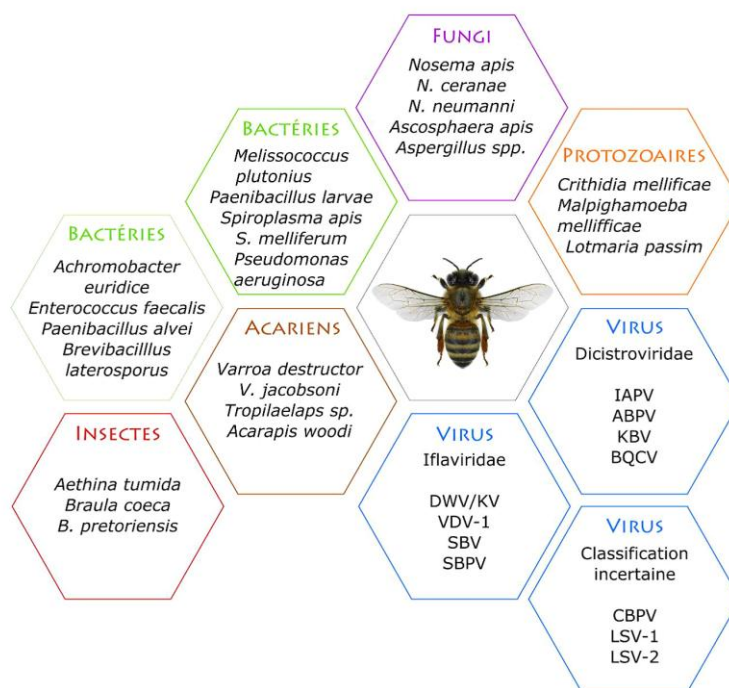 FUNGI
Nosema apis
N. ceranae
N. neumanni
Ascosphaera apis
Aspergillus spp.
BACTÉRIES
Melissococcus
plutonius
Paenibacillus larvae
Spiroplasma apis
S. melliferum
Pseudomonas
aeruginosa
PROTOZOAIRES
Crithidia mellificae
Malpighamoeba
mellifficae
Lotmaria passim
BACTÉRIES
Achromobacter
euridice
Enterococcus faecalis
Paenibacillus alvei
Brevibacilllus
laterosporus
ACARIENS
Varroa destructor
V. jacobsoni
Tropilaelaps sp.
Acarapis woodi
VIRUS
Dicistroviridae
IAPV
ABPV
KBV
BQCV
INSECTES
Aethina tumida
Braula coeca
B. pretoriensis
VIRUS
Iflaviridae
DWV/KV
VDV-1
SBV
SBPV
VIRUS
Classification
incertaine
CBPV
LSV-1
LSV-2